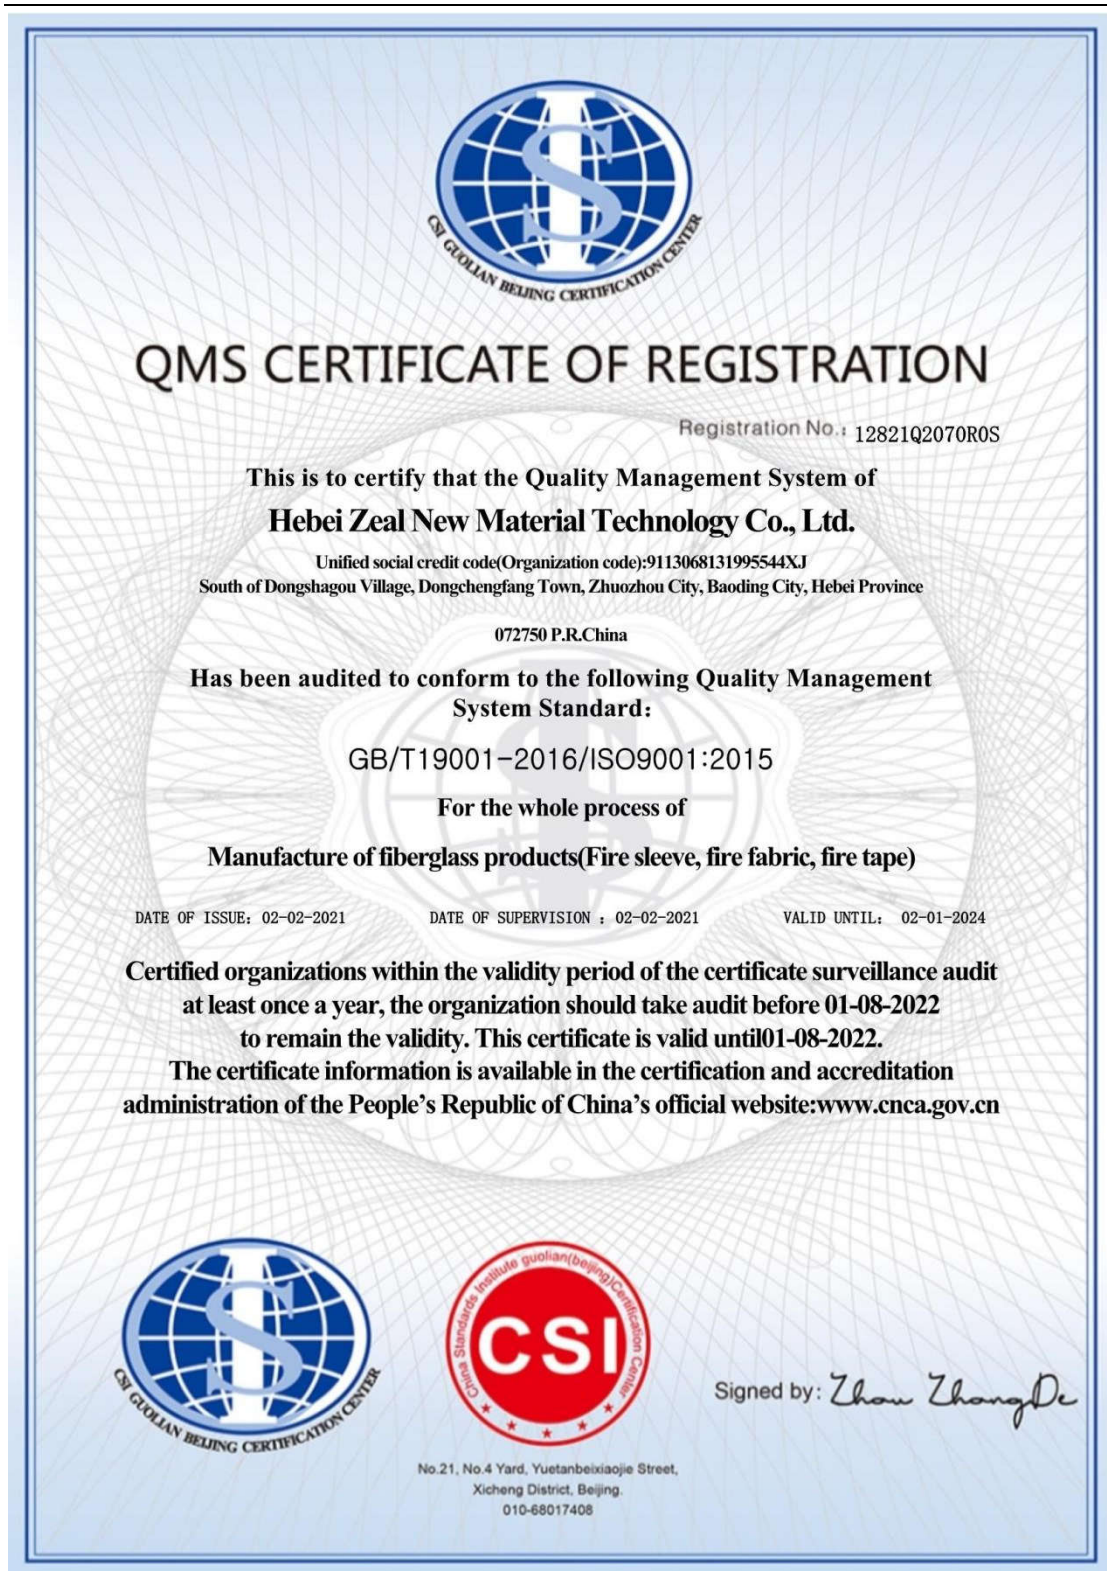 CSI GUOLIAN BEIJING CERTIFICATION CENTER
QMS CERTIFICATE OF REGISTRATION
Registration No.: 12821Q2070R0S
This is to certify that the Quality Management System of
Hebei Zeal New Material Technology Co., Ltd.
Unified social credit code(Organization code):9113068131995544XJ
South of Dongshagou Village, Dongchengfang Town, Zhuozhou City, Baoding City, Hebei Province
072750 P.R.China
Has been audited to conform to the following Quality Management
System Standard:
GB/T19001-2016/ISO9001:2015
For the whole process of
Manufacture of fiberglass products(Fire sleeve, fire fabric, fire tape)
DATE OF ISSUE: 02-02-2021 DATE OF SUPERVISION : 02-02-2021 VALID UNTIL: 02-01-2024
Certified organizations within the validity period of the certificate surveillance audit
at least once a year, the organization should take audit before 01-08-2022
to remain the validity. This certificate is valid until01-08-2022.
The certificate information is available in the certification and accreditation
administration of the People's Republic of China's official website:www.cnca.gov.cn
CSI GUOLIAN BEIJING CERTIFICATION CENTER
China Standards Institute guolian(beijing)Certification Center
CSI
Signed by: Zhou ZhangDe
No.21, No.4 Yard, Yuetanbeixiaojie Street,
Xicheng District, Beijing.
010-68017408